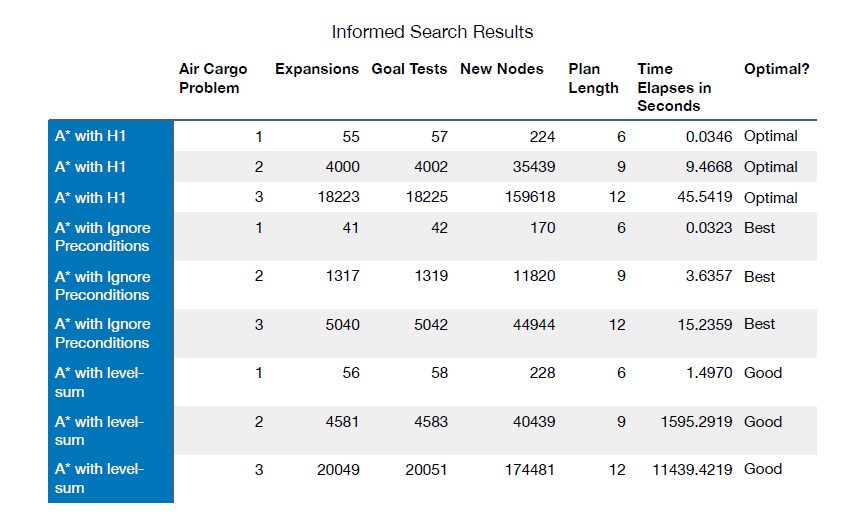 Informed Search Results
Air Cargo Problem Expansions Goal Tests New Nodes Plan Length Time Elapses in Seconds Optimal?
A* with H1 1 55 57 224 6 0.0346 Optimal
A* with H1 2 4000 4002 35439 9 9.4668 Optimal
A* with H1 3 18223 18225 159618 12 45.5419 Optimal
A* with Ignore Preconditions 1 41 42 170 6 0.0323 Best
A* with Ignore Preconditions 2 1317 1319 11820 9 3.6357 Best
A* with Ignore Preconditions 3 5040 5042 44944 12 15.2359 Best
A* with level-sum 1 56 58 228 6 1.4970 Good
A* with level-sum 2 4581 4583 40439 9 1595.2919 Good
A* with level-sum 3 20049 20051 174481 12 11439.4219 Good